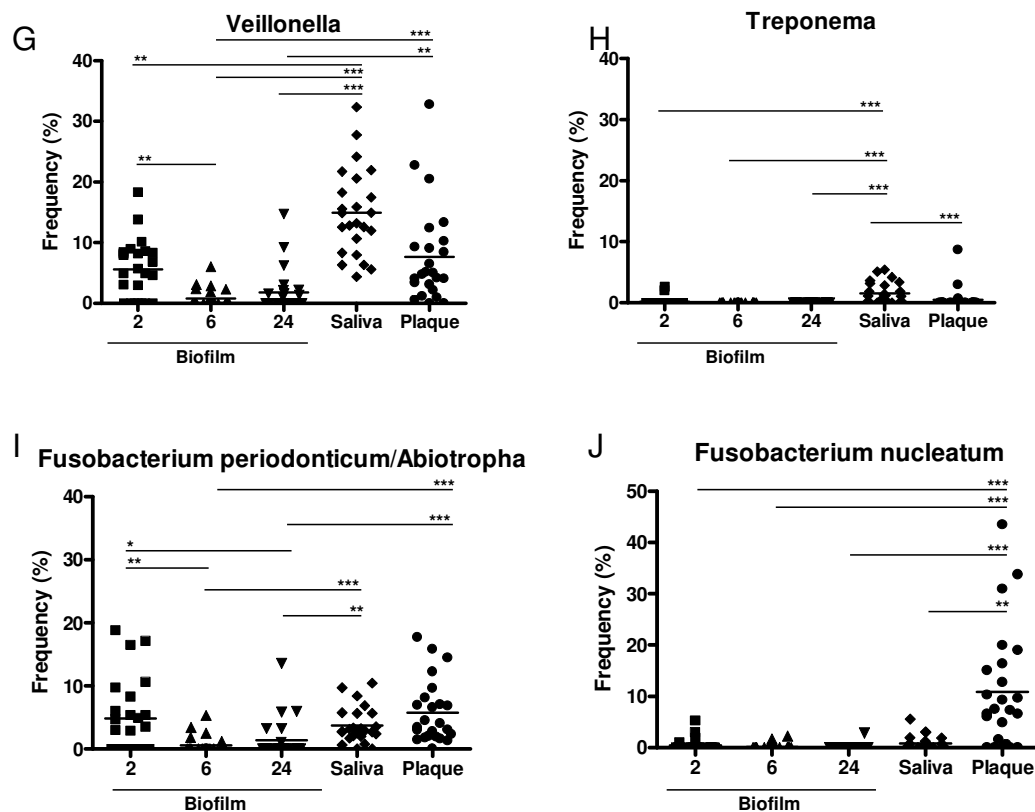 G
Veillonella
Frequency (%)
40
30
20
10
0
**
**
***
***
***
**
2 6 24 Saliva Plaque
Biofilm
H
Treponema
Frequency (%)
40
30
20
10
0
***
***
***
***
2 6 24 Saliva Plaque
Biofilm
I
Fusobacterium periodonticum/Abiotropha
Frequency (%)
40
30
20
10
0
***
***
*
**
***
**
2 6 24 Saliva Plaque
Biofilm
J
Fusobacterium nucleatum
Frequency (%)
50
40
30
20
10
0
***
***
***
**
2 6 24 Saliva Plaque
Biofilm